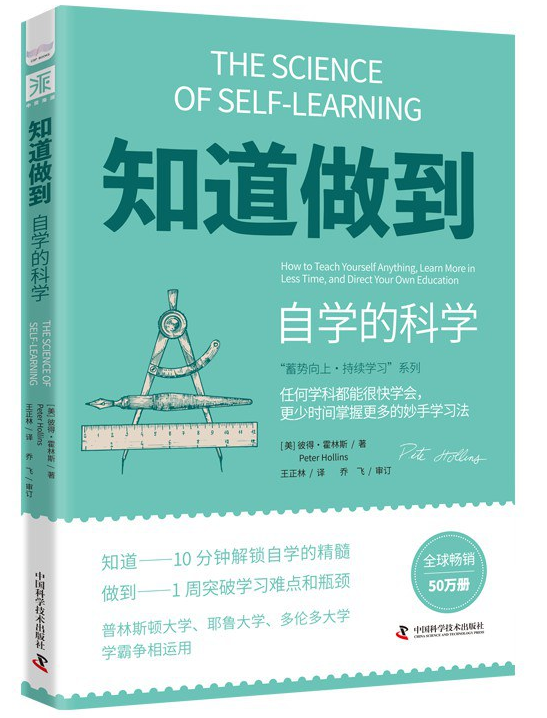 THE SCIENCE
OF SELF-LEARNING
知道做到
How to Teach Yourself Anything, Learn More in
Less Time, and Direct Your Own Education
自学的科学
“蓄势向上·持续学习”系列
任何学科都能很快学会，
更少时间掌握更多的妙手学习法
[美]彼得·霍林斯 / 著
Peter Hollins
王正林 / 译 乔 飞 / 审订
Pete Hollins
知道——10分钟解锁自学的精髓
做到——1周突破学习难点和瓶颈
普林斯顿大学、耶鲁大学、多伦多大学
学霸争相运用
全球畅销
50万册
中国科学技术出版社
CHINA SCIENCE AND TECHNOLOGY PRESS
派
知道做到
自学的科学
THE SCIENCE OF
SELF-LEARNING
[美]彼得·霍林斯 / 著
Peter Hollins
王正林 / 译 乔 飞 / 审订
中国科学技术出版社